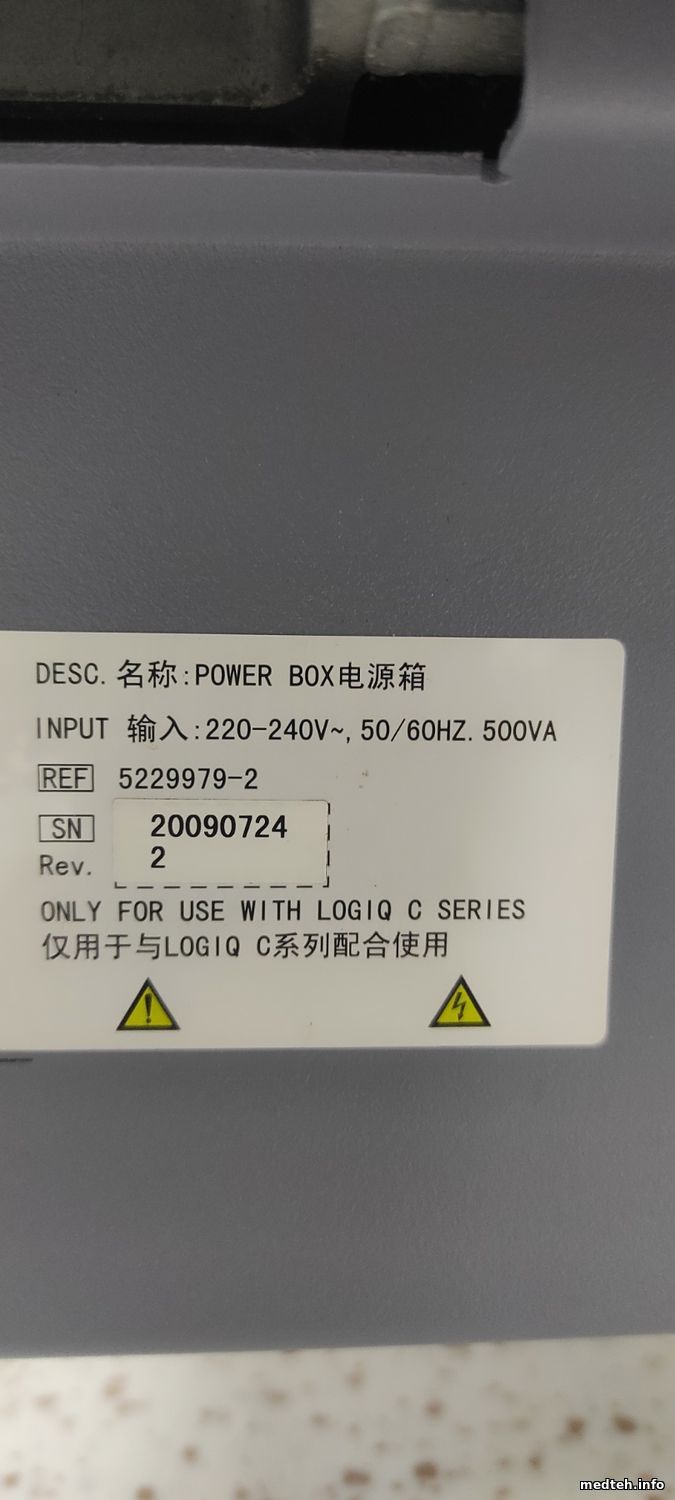 DESC. 名称:POWER BOX电源箱
INPUT 输入:220-240V~,50/60HZ.500VA
REF 5229979-2
SN 20090724
Rev. 2
ONLY FOR USE WITH LOGIQ C SERIES
仅用于与LOGIQ C系列配合使用
medteh.info